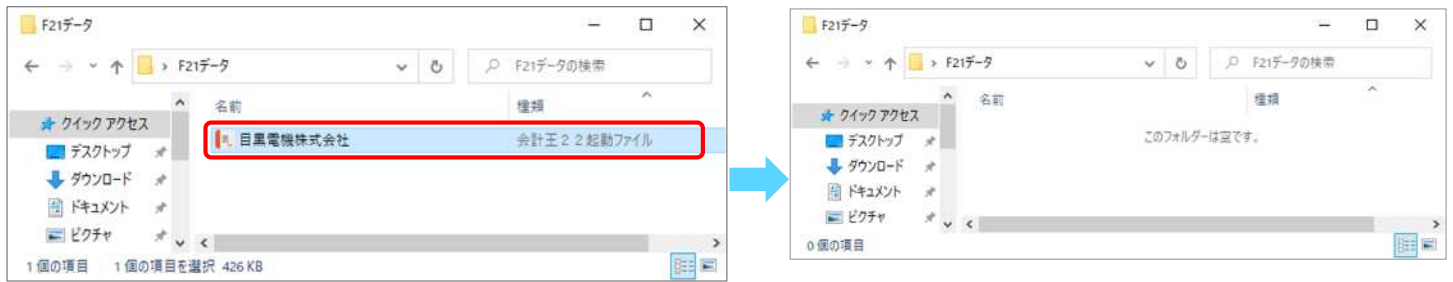 F21データ
F21データ
F21データの検索
名前 種類
クイック アクセス
目黒電機株式会社 会計王22起動ファイル
デスクトップ
ダウンロード
ドキュメント
ピクチャ
1 個の項目 1 個の項目を選択 426 KB
F21データ
F21データ
F21データの検索
名前 種類
クイック アクセス
このフォルダーは空です。
デスクトップ
ダウンロード
ドキュメント
ピクチャ
0 個の項目